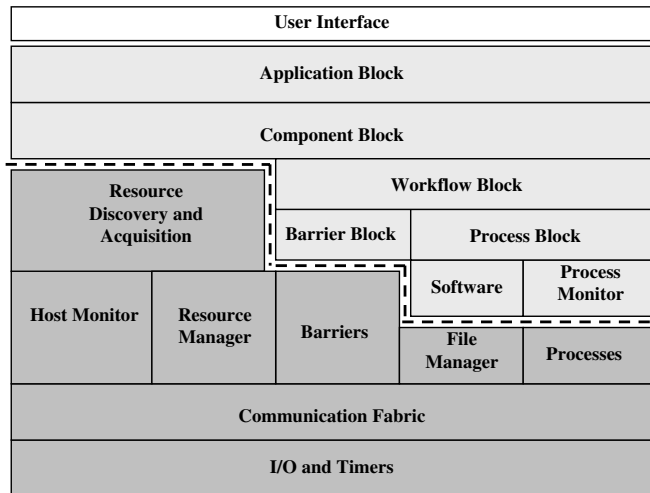 User Interface
Application Block
Component Block
Resource
Discovery and
Acquisition
Workflow Block
Barrier Block
Process Block
Software
Process
Monitor
Host Monitor
Resource
Manager
Barriers
File
Manager
Processes
Communication Fabric
I/O and Timers